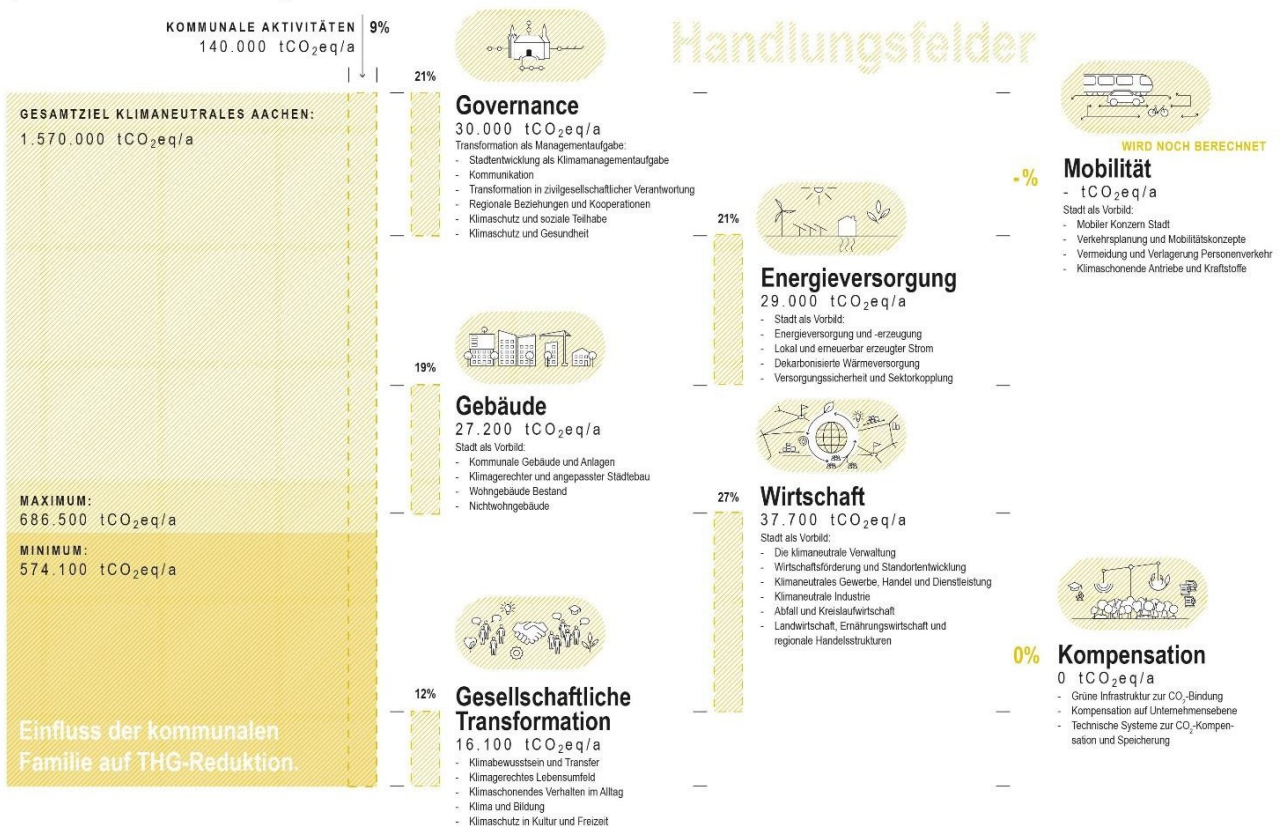 KOMMUNALE AKTIVITÄTEN 9%
140.000 tCO₂eq/a
GESAMTZIEL KLIMANEUTRALES AACHEN:
1.570.000 tCO₂eq/a
MAXIMUM:
686.500 tCO₂eq/a
MINIMUM:
574.100 tCO₂eq/a
Einfluss der kommunalen
Familie auf THG-Reduktion.
Handlungsfelder
21%
Governance
30.000 tCO₂eq/a
Transformation als Managementaufgabe:
- Stadtentwicklung als Klimamanagementaufgabe
- Kommunikation
- Transformation in zivilgesellschaftlicher Verantwortung
- Regionale Beziehungen und Kooperationen
- Klimaschutz und soziale Teilhabe
- Klimaschutz und Gesundheit
19%
Gebäude
27.200 tCO₂eq/a
Stadt als Vorbild:
- Kommunale Gebäude und Anlagen
- Klimagerechter und angepasster Städtebau
- Wohngebäude Bestand
- Nichtwohngebäude
12%
Gesellschaftliche
Transformation
16.100 tCO₂eq/a
- Klimabewusstsein und Transfer
- Klimagerechtes Lebensumfeld
- Klimaschonendes Verhalten im Alltag
- Klima und Bildung
- Klimaschutz in Kultur und Freizeit
21%
Energieversorgung
29.000 tCO₂eq/a
- Stadt als Vorbild:
- Energieversorgung und -erzeugung
- Lokal und erneuerbar erzeugter Strom
- Dekarbonisierte Wärmeversorgung
- Versorgungssicherheit und Sektorkopplung
27%
Wirtschaft
37.700 tCO₂eq/a
Stadt als Vorbild:
- Die klimaneutrale Verwaltung
- Wirtschaftsförderung und Standortentwicklung
- Klimaneutrales Gewerbe, Handel und Dienstleistung
- Klimaneutrale Industrie
- Abfall und Kreislaufwirtschaft
- Landwirtschaft, Ernährungswirtschaft und
regionale Handelsstrukturen
WIRD NOCH BERECHNET
-%
Mobilität
- tCO₂eq/a
Stadt als Vorbild:
- Mobiler Konzern Stadt
- Verkehrsplanung und Mobilitätskonzepte
- Vermeidung und Verlagerung Personenverkehr
- Klimaschonende Antriebe und Kraftstoffe
0%
Kompensation
0 tCO₂eq/a
- Grüne Infrastruktur zur CO₂-Bindung
- Kompensation auf Unternehmensebene
- Technische Systeme zur CO₂-Kompen-
sation und Speicherung